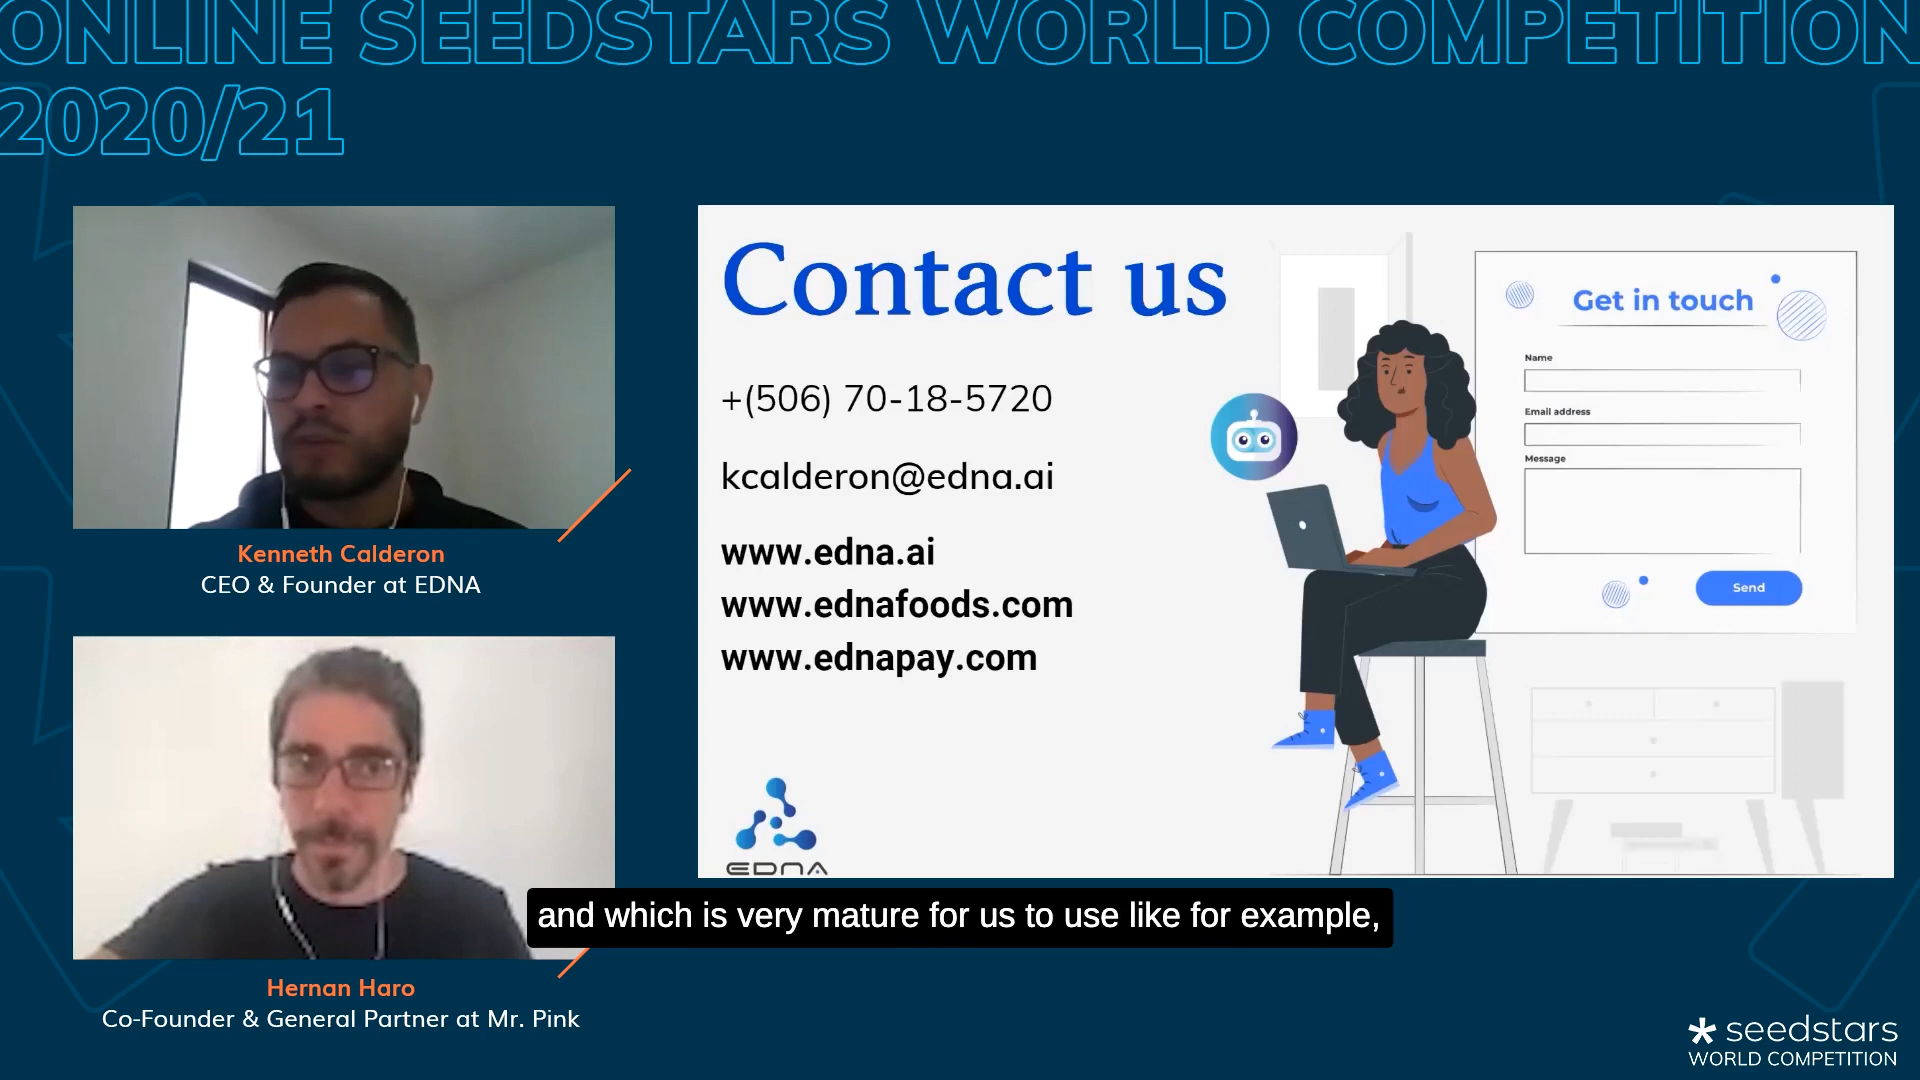 ONLINE SEEDSTARS WORLD COMPETITION
2020/21
Kenneth Calderon
CEO & Founder at EDNA
Hernan Haro
Co-Founder & General Partner at Mr. Pink
Contact us
+(506) 70-18-5720
kcalderon@edna.ai
www.edna.ai
www.ednafoods.com
www.ednapay.com
EDNA
Get in touch
Name
Email address
Message
Send
and which is very mature for us to use like for example,
seedstars
WORLD COMPETITION